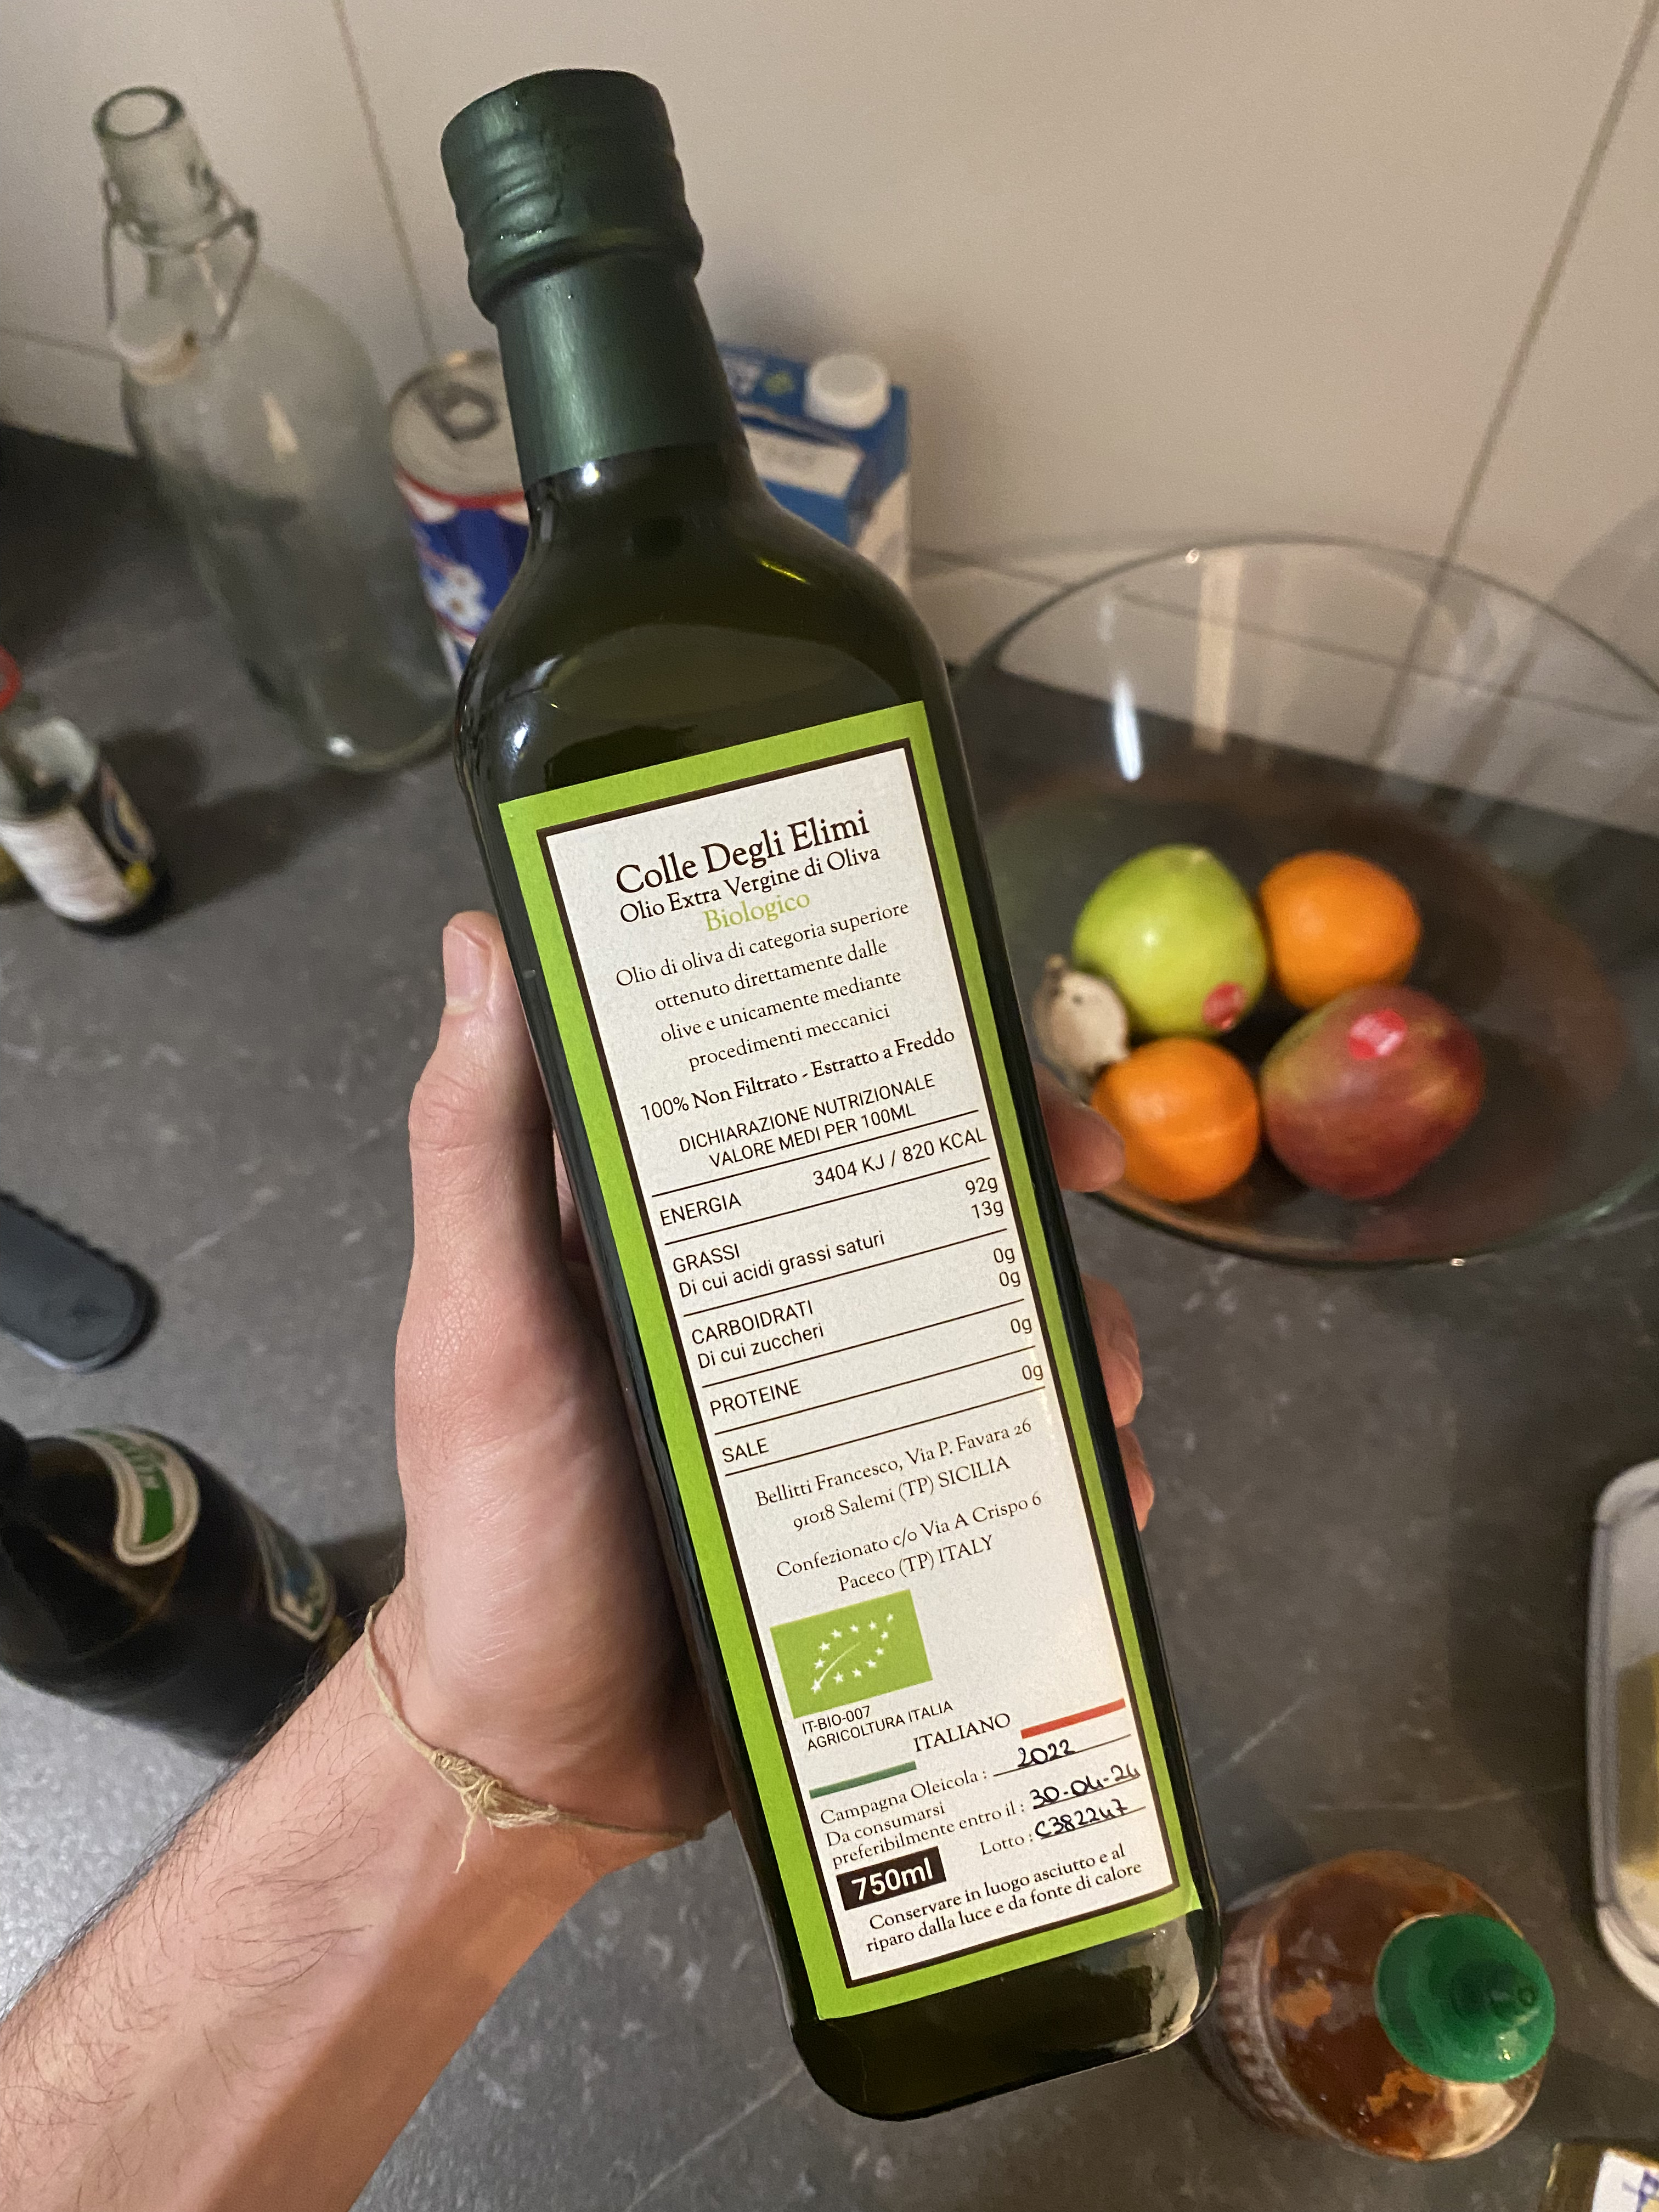 Colle Degli Elimi
Olio Extra Vergine di Oliva
Biologico
Olio di oliva di categoria superiore
ottenuto direttamente dalle
olive e unicamente mediante
procedimenti meccanici
100% Non Filtrato - Estratto a Freddo
DICHIARAZIONE NUTRIZIONALE
VALORE MEDI PER 100ML
ENERGIA 3404 KJ / 820 KCAL
GRASSI 92g
Di cui acidi grassi saturi 13g
CARBOIDRATI 0g
Di cui zuccheri 0g
PROTEINE 0g
SALE 0g
Bellitti Francesco, Via P. Favara 26
91018 Salemi (TP) SICILIA
Confezionato c/o Via A Crispo 6
Paceco (TP) ITALY
IT-BIO-007
AGRICOLTURA ITALIA
ITALIANO
Campagna Oleicola : 2022
Da consumarsi
preferibilmente entro il : 30-04-24
Lotto : C382247
750ml
Conservare in luogo asciutto e al
riparo dalla luce e da fonte di calore